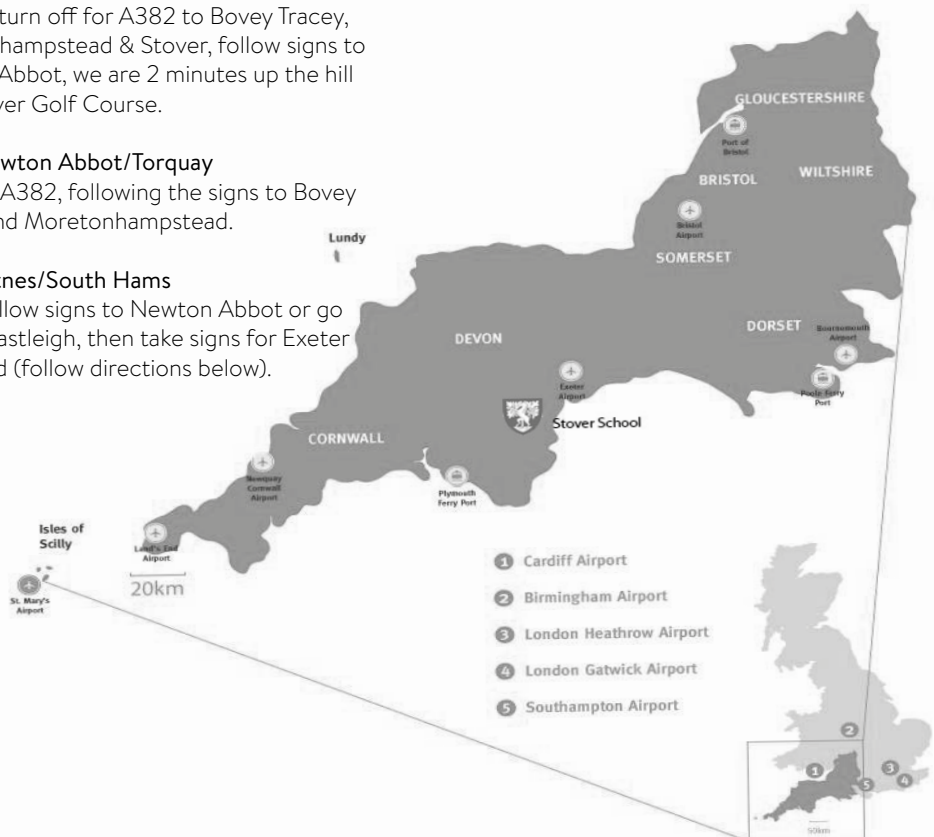 turn off for A382 to Bovey Tracey,
hampstead & Stover, follow signs to
Abbot, we are 2 minutes up the hill
ver Golf Course.
wton Abbot/Torquay
A382, following the signs to Bovey
nd Moretonhampstead.
nes/South Hams
llow signs to Newton Abbot or go
astleigh, then take signs for Exeter
d (follow directions below).
GLOUCESTERSHIRE
Port of
Bristol
BRISTOL
WILTSHIRE
Bristol
Airport
Lundy
SOMERSET
DORSET
Bournemouth
Airport
DEVON
Exeter
Airport
Poole Ferry
Port
Stover School
CORNWALL
Newquay
Cornwall
Airport
Plymouth
Ferry Port
Isles of
Scilly
Land's End
Airport
20km
St. Mary's
Airport
1 Cardiff Airport
2 Birmingham Airport
3 London Heathrow Airport
4 London Gatwick Airport
5 Southampton Airport
2
1
3
4
5
50km